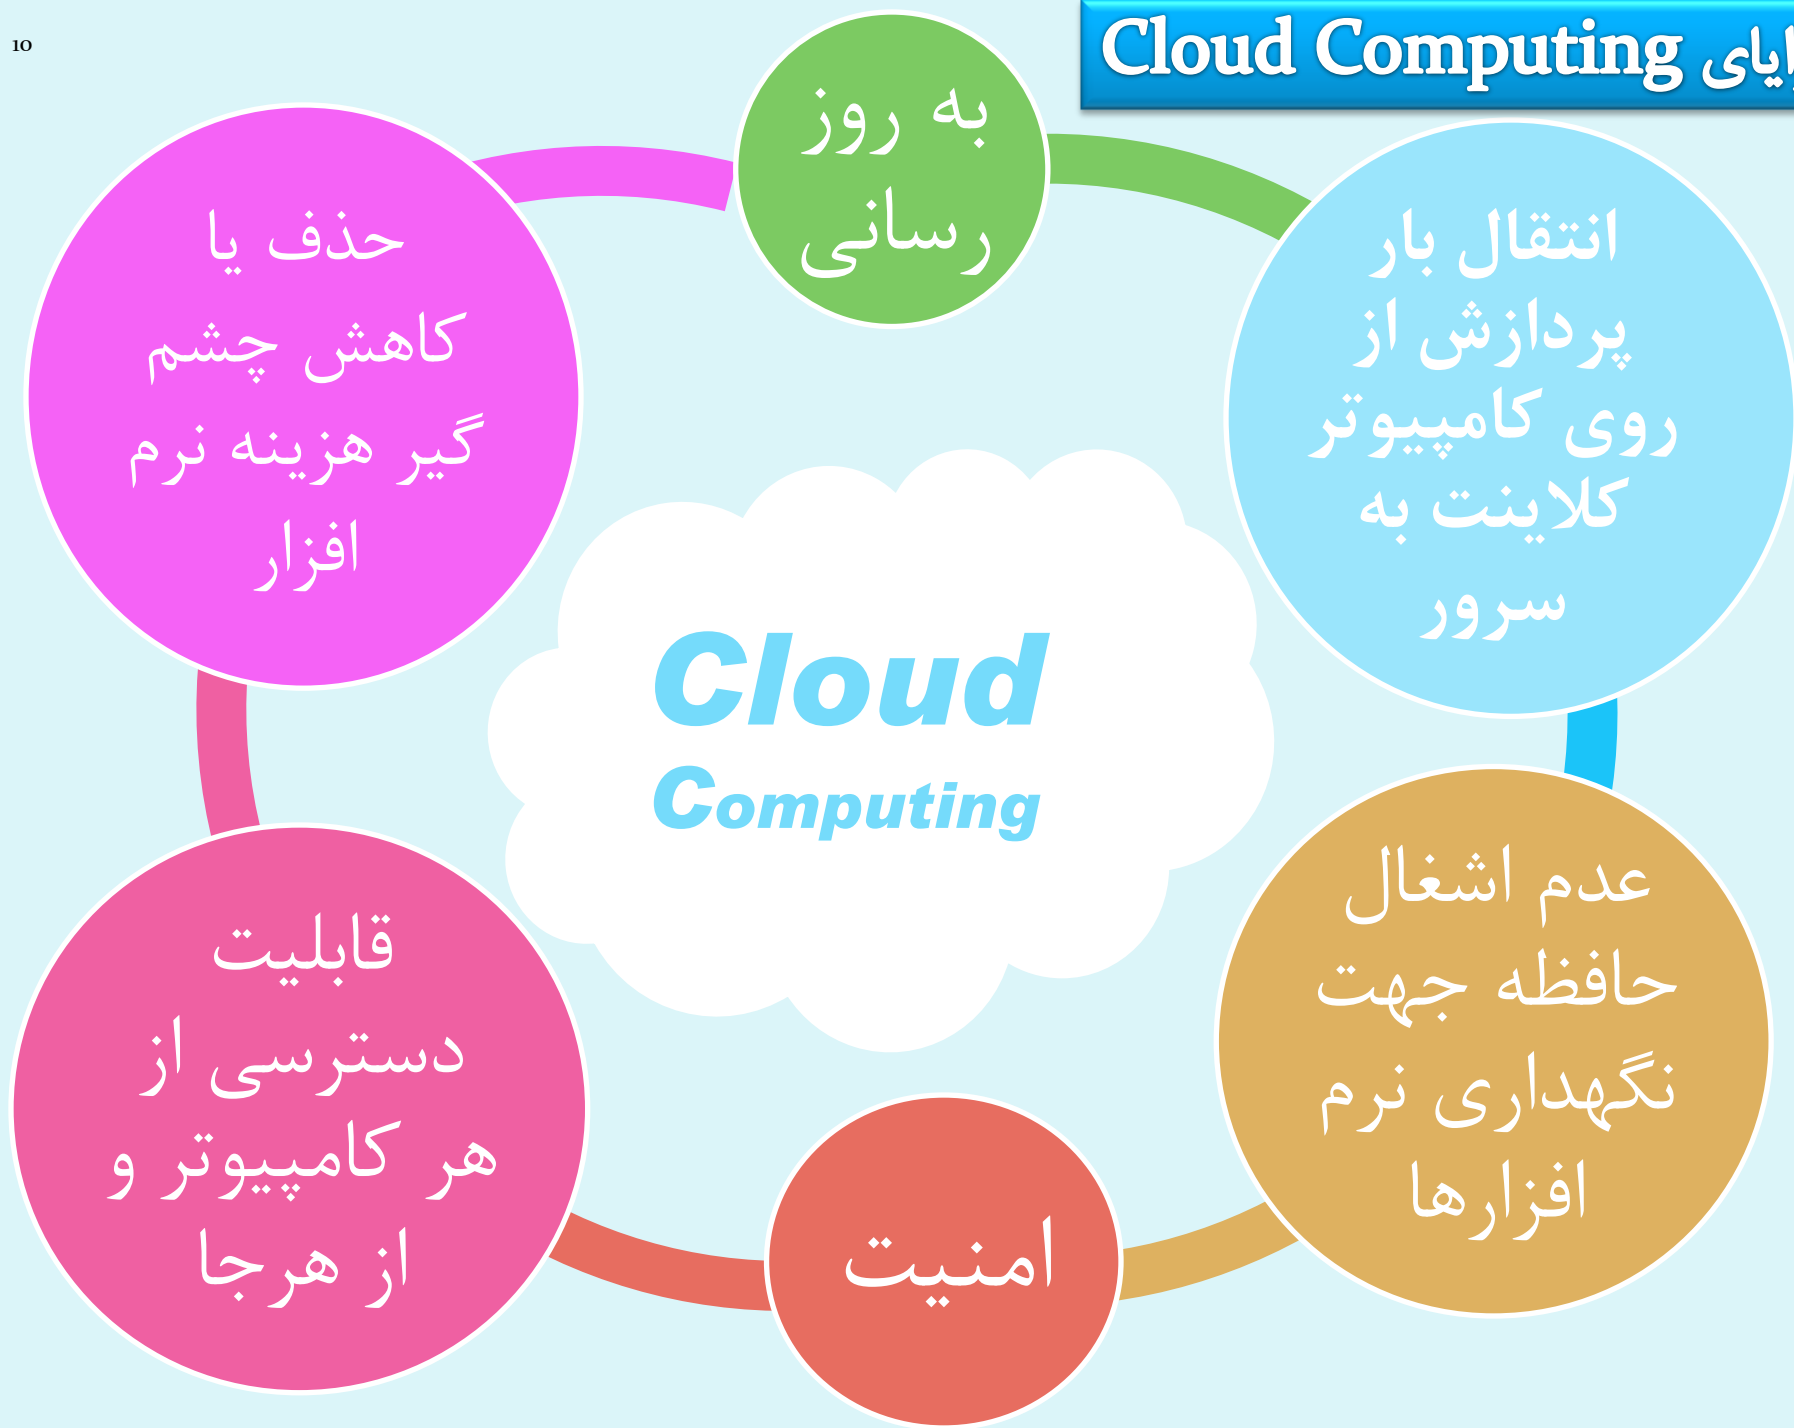 10
Cloud Computing
به روز
رسانی
انتقال بار
پردازش از
روی کامپیوتر
کلاینت به
سرور
عدم اشغال
حافظه جهت
نگهداری نرم
افزارها
امنیت
قابلیت
دسترسی از
هر کامپیوتر و
از هرجا
حذف یا
کاهش چشم
گیر هزینه نرم
افزار
Cloud
Computing